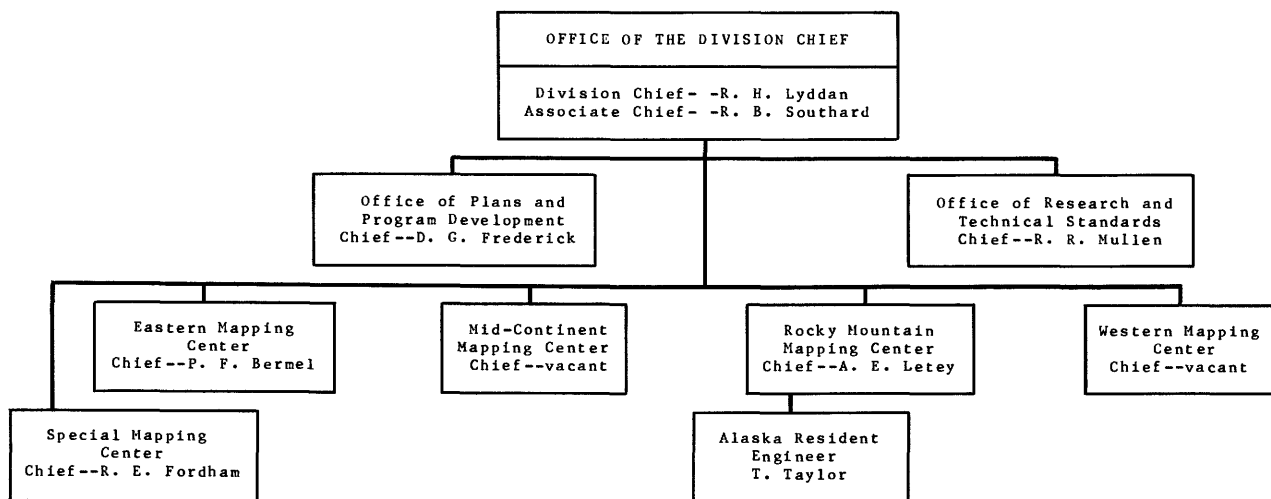 OFFICE OF THE DIVISION CHIEF
Division Chief- -R. H. Lyddan
Associate Chief- -R. B. Southard
Office of Plans and
Program Development
Chief--D. G. Frederick
Office of Research and
Technical Standards
Chief--R. R. Mullen
Eastern Mapping
Center
Chief--P. F. Bermel
Mid-Continent
Mapping Center
Chief--vacant
Rocky Mountain
Mapping Center
Chief--A. E. Letey
Western Mapping
Center
Chief--vacant
Special Mapping
Center
Chief--R. E. Fordham
Alaska Resident
Engineer
T. Taylor